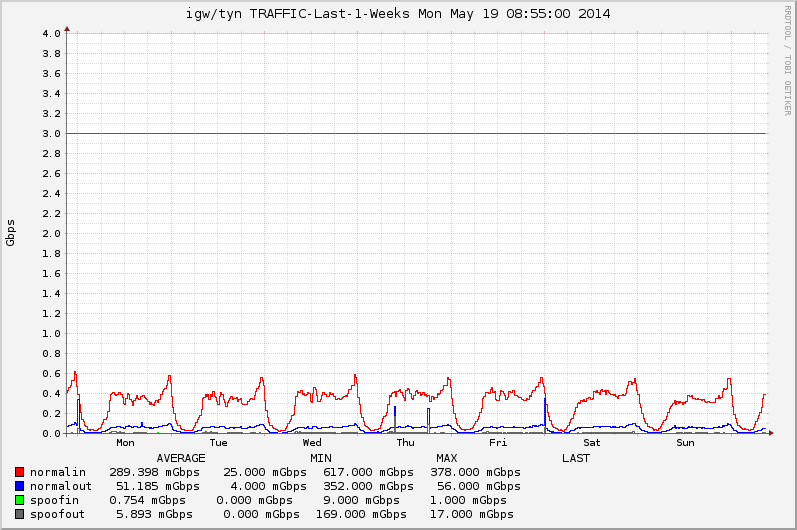 igw/tyn TRAFFIC-Last-1-Weeks Mon May 19 08:55:00 2014
RRDTOOL / TOBI OETIKER
Gbps
4.0
3.8
3.6
3.4
3.2
3.0
2.8
2.6
2.4
2.2
2.0
1.8
1.6
1.4
1.2
1.0
0.8
0.6
0.4
0.2
0.0
Mon Tue Wed Thu Fri Sat Sun
AVERAGE MIN MAX LAST
normalin 289.398 mGbps 25.000 mGbps 617.000 mGbps 378.000 mGbps
normalout 51.185 mGbps 4.000 mGbps 352.000 mGbps 56.000 mGbps
spoofin 0.754 mGbps 0.000 mGbps 9.000 mGbps 1.000 mGbps
spoofout 5.893 mGbps 0.000 mGbps 169.000 mGbps 17.000 mGbps